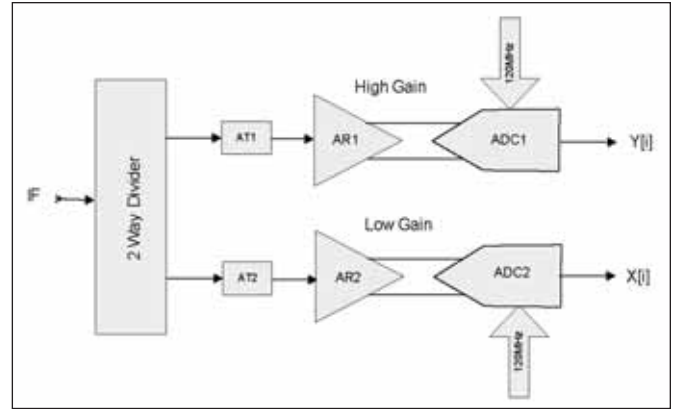 120MHz
High Gain
AT1
AR1
ADC1
Y[i]
2 Way Divider
IF
Low Gain
AT2
AR2
ADC2
X[i]
120MHz